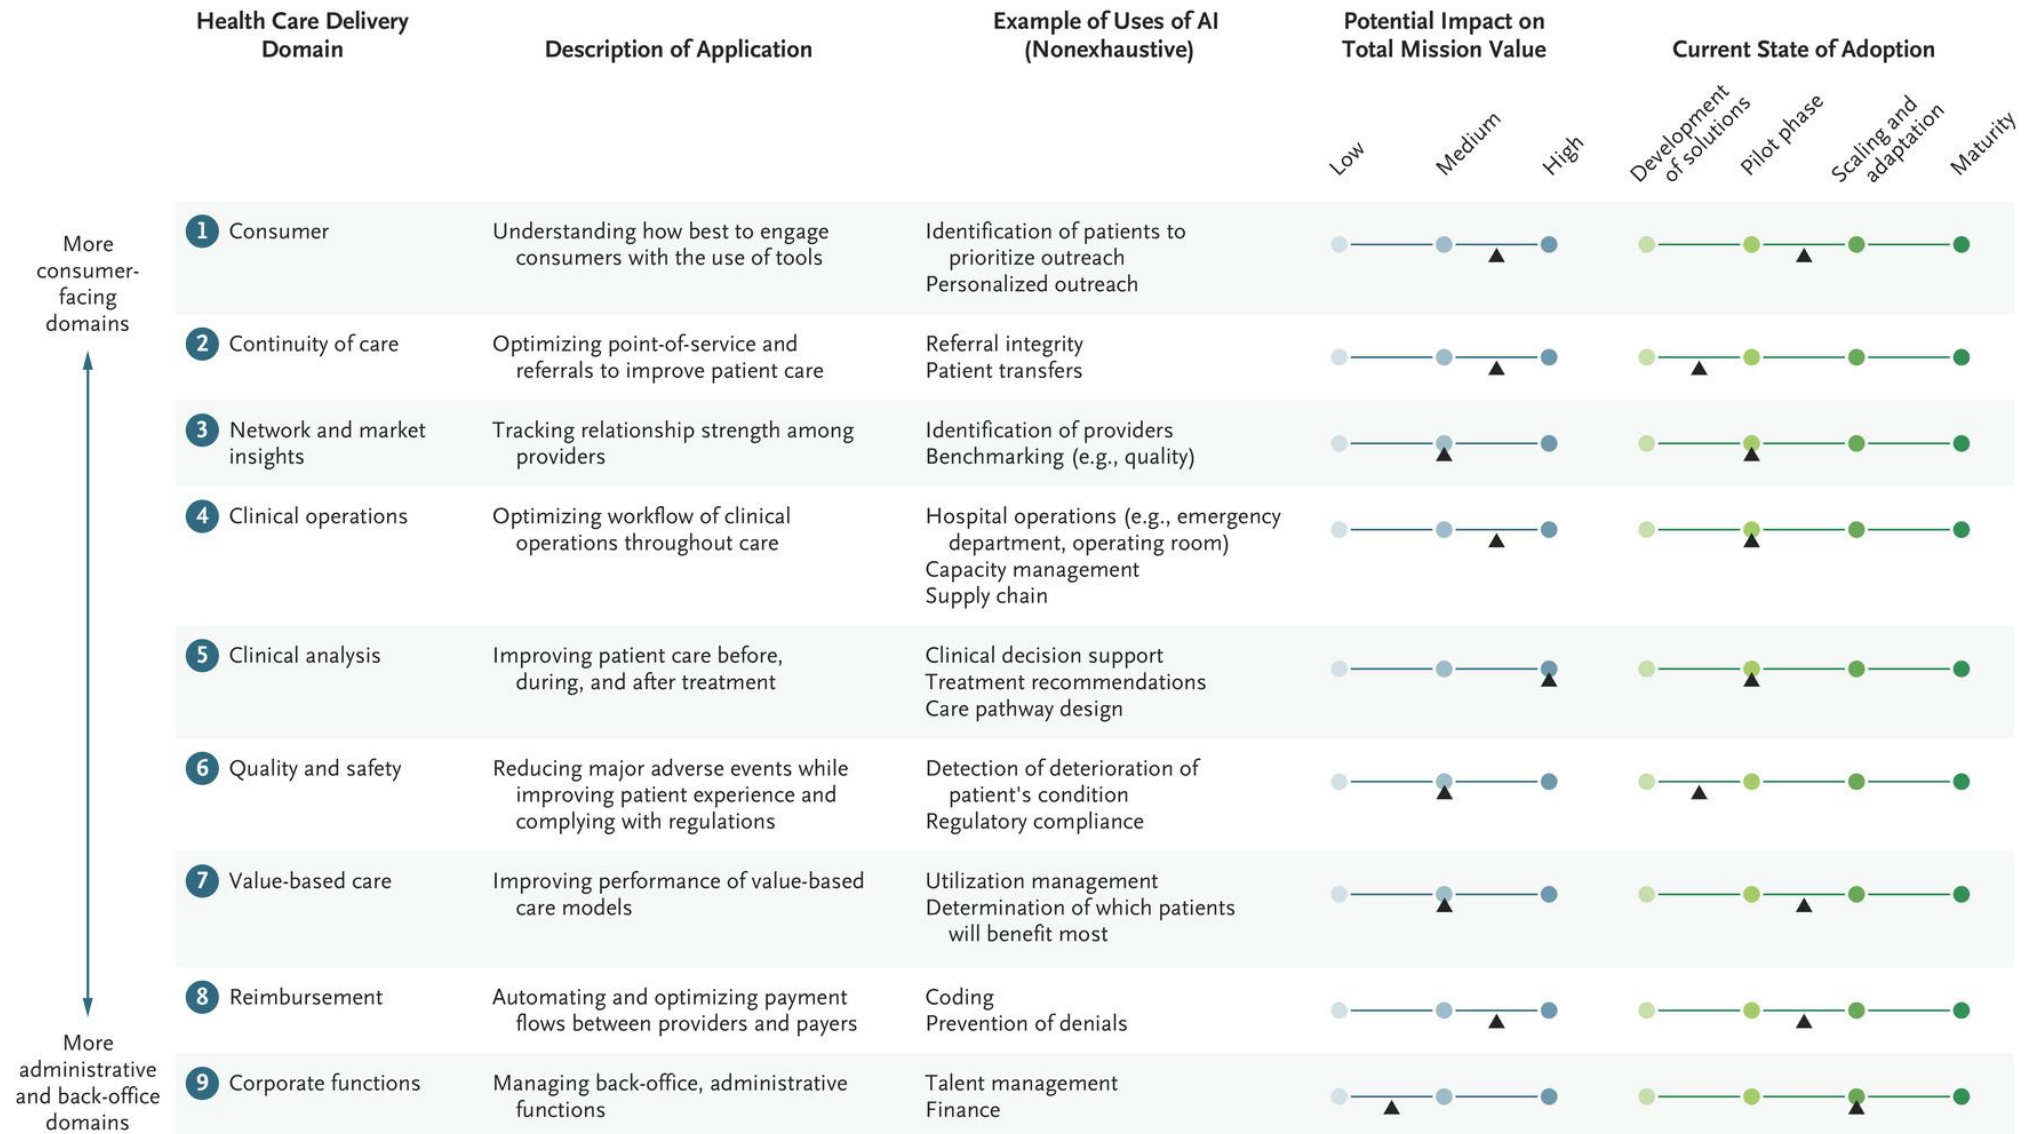 Health Care Delivery
Domain
Description of Application
Example of Uses of AI
(Nonexhaustive)
Potential Impact on
Total Mission Value
Current State of Adoption
Low
Medium
High
Development
of solutions
Pilot phase
Scaling and
adaptation
Maturity
More
consumer-
facing
domains
1 Consumer
Understanding how best to engage
consumers with the use of tools
Identification of patients to
prioritize outreach
Personalized outreach
2 Continuity of care
Optimizing point-of-service and
referrals to improve patient care
Referral integrity
Patient transfers
3 Network and market
insights
Tracking relationship strength among
providers
Identification of providers
Benchmarking (e.g., quality)
4 Clinical operations
Optimizing workflow of clinical
operations throughout care
Hospital operations (e.g., emergency
department, operating room)
Capacity management
Supply chain
5 Clinical analysis
Improving patient care before,
during, and after treatment
Clinical decision support
Treatment recommendations
Care pathway design
6 Quality and safety
Reducing major adverse events while
improving patient experience and
complying with regulations
Detection of deterioration of
patient's condition
Regulatory compliance
7 Value-based care
Improving performance of value-based
care models
Utilization management
Determination of which patients
will benefit most
8 Reimbursement
Automating and optimizing payment
flows between providers and payers
Coding
Prevention of denials
9 Corporate functions
Managing back-office, administrative
functions
Talent management
Finance
More
administrative
and back-office
domains